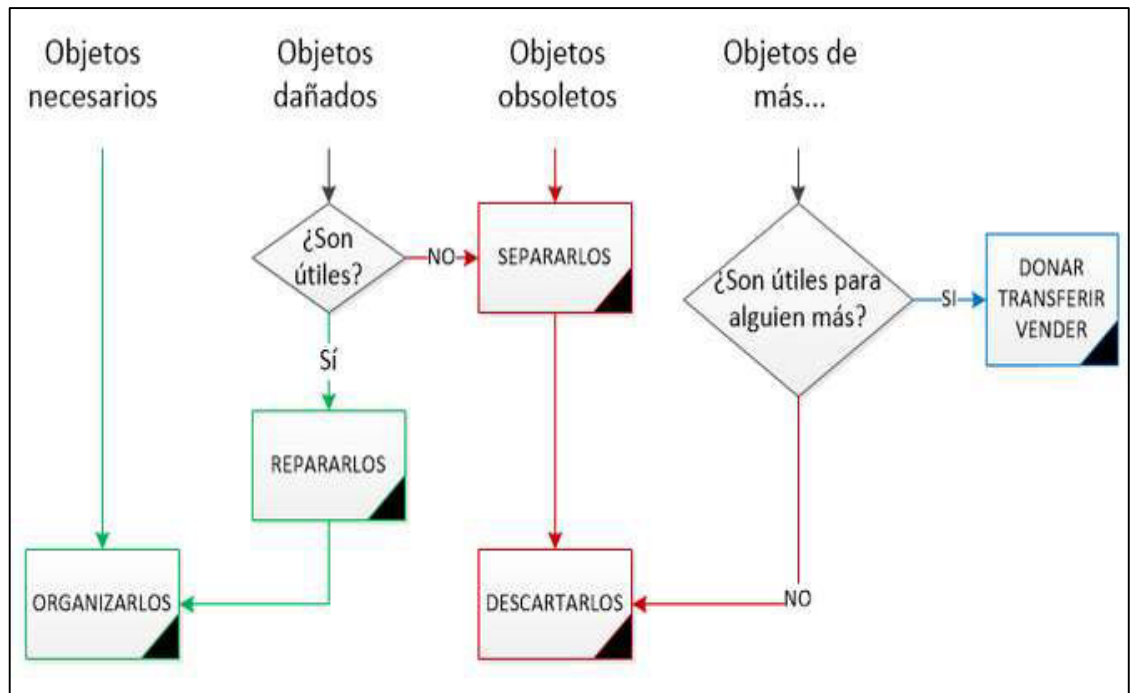 Objetos
necesarios
Objetos
dañados
Objetos
obsoletos
Objetos de
más...
¿Son
útiles?
NO
SEPARARLOS
¿Son útiles para
alguien más?
SI
DONAR
TRANSFERIR
VENDER
Sí
REPARARLOS
ORGANIZARLOS
DESCARTARLOS
NO